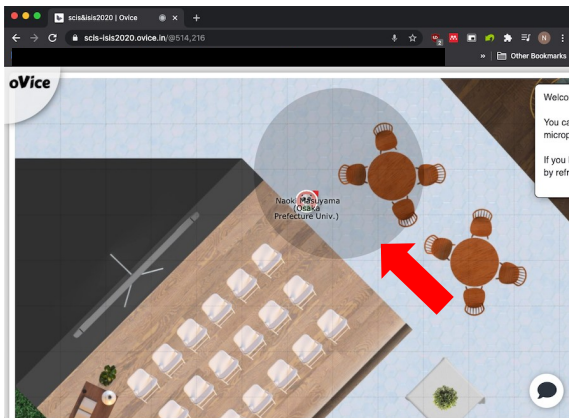 scis&isis2020 | Ovice
scis-isis2020.ovice.in/@514,216
N
» Other Bookmarks
oVice
Welco
You ca
microp
If you
by refr
Naoki Masuyama
(Osaka
Prefecture Univ.)